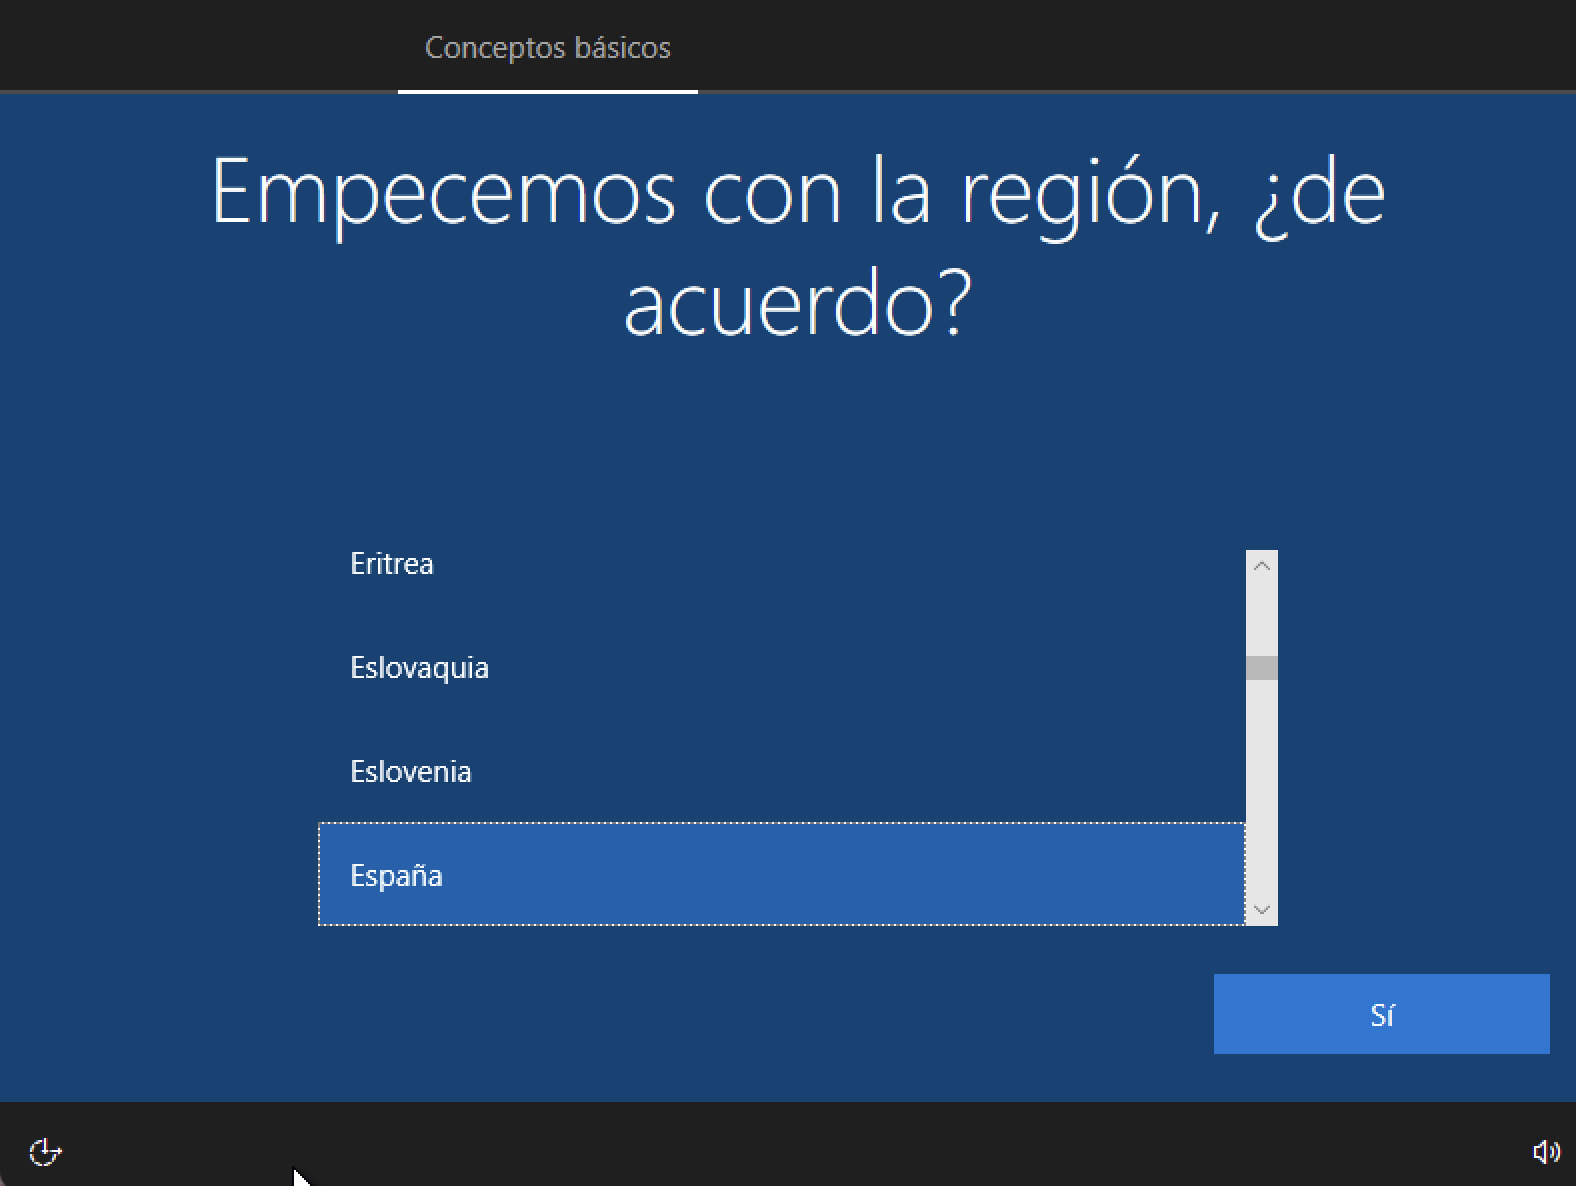 Conceptos básicos
Empecemos con la región, ¿de
acuerdo?
Eritrea
Eslovaquia
Eslovenia
España
Sí